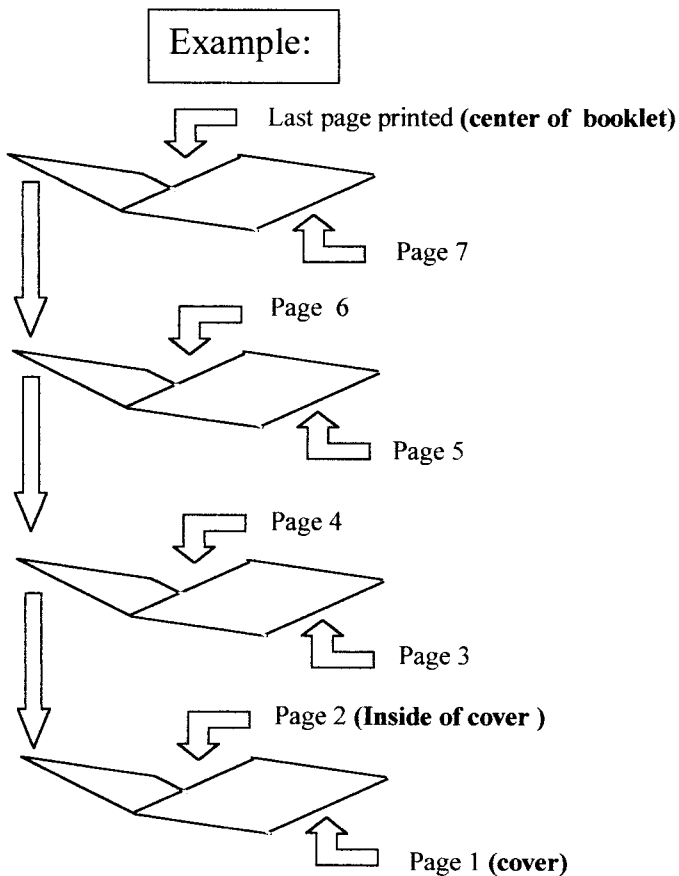 Example:
Last page printed (center of booklet)
Page 7
Page 6
Page 5
Page 4
Page 3
Page 2 (Inside of cover )
Page 1 (cover)